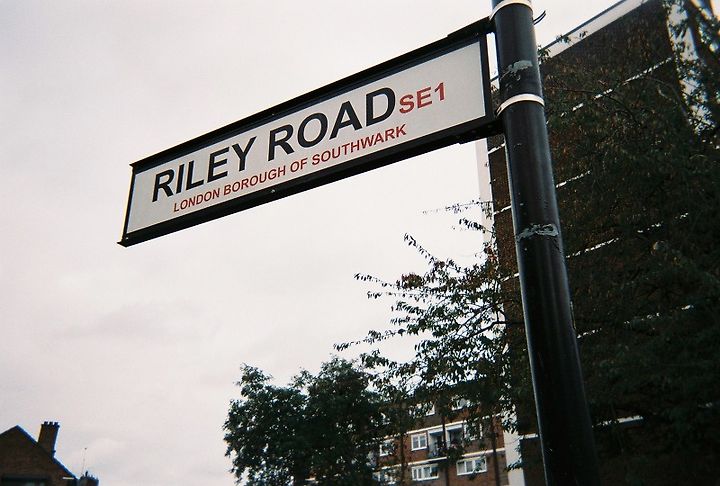 RILEY ROAD SE1
LONDON BOROUGH OF SOUTHWARK